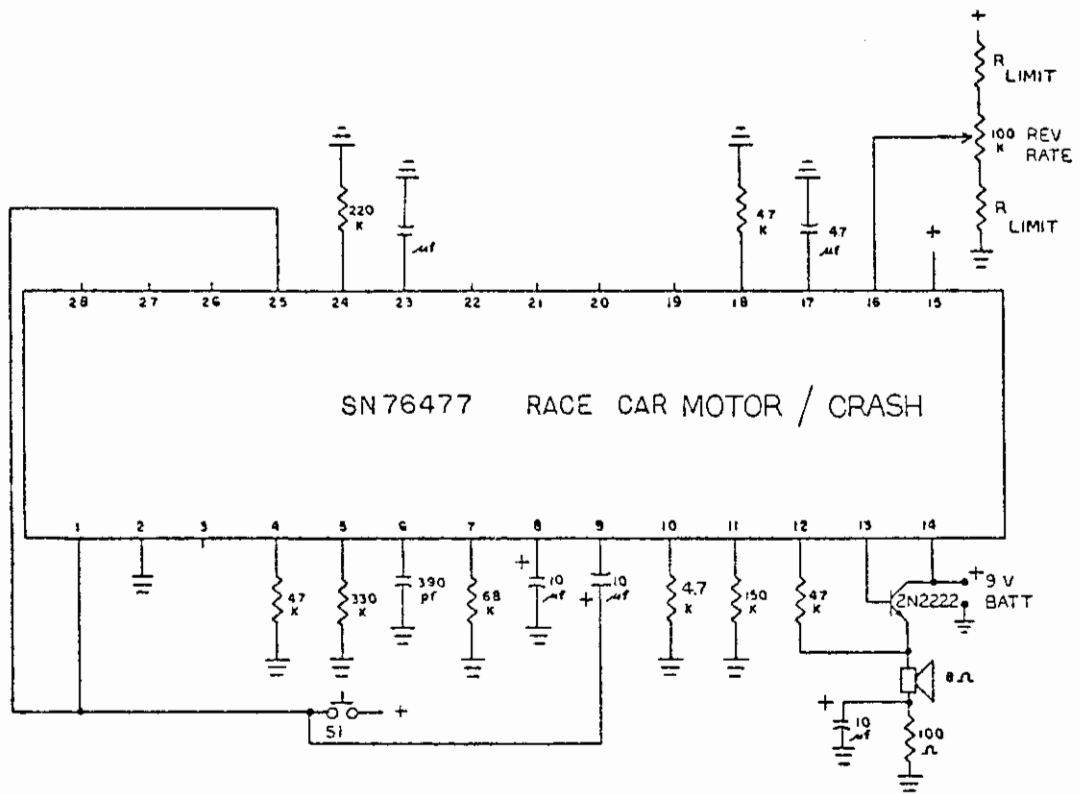 +
R
LIMIT
100
K
REV
RATE
R
LIMIT
220
K
µf
47
K
47
µf
+
28 27 26 25 24 23 22 21 20 19 18 17 16 15
SN76477 RACE CAR MOTOR / CRASH
1 2 3 4 5 6 7 8 9 10 11 12 13 14
47
K
330
K
390
pf
68
K
+
10
µf
+
10
µf
4.7
K
150
K
47
K
2N2222
+
9 V
BATT
8 Ω
S1
+
+
10
µf
100
Ω